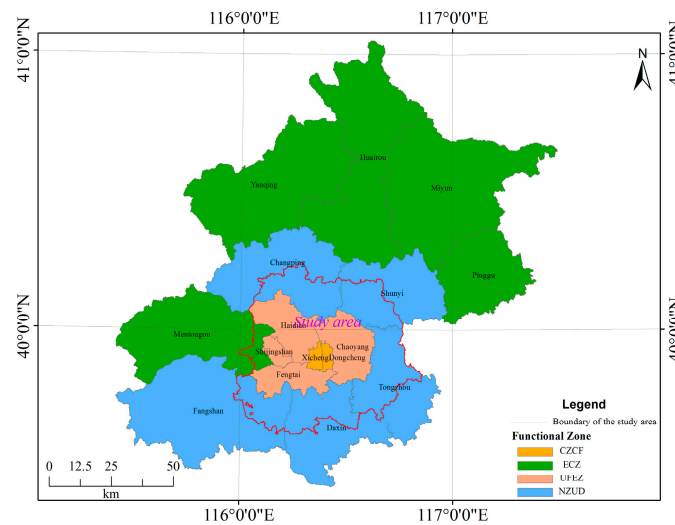 116°0'0"E 117°0'0"E
41°0'0"N 41°0'0"N
N
Huairou
Yanqing
Miyun
Changping
Pinggu
Shunyi
40°0'0"N 40°0'0"N
Study area
Haidian
Mentougou
Chaoyang
Shijingshan
Xicheng Dongcheng
Fengtai
Tongzhou
Fangshan
Daxin
Legend
Boundary of the study area
Functional Zone
CZCF
ECZ
UFEZ
NZUD
0 12.5 25 50
km
116°0'0"E 117°0'0"E